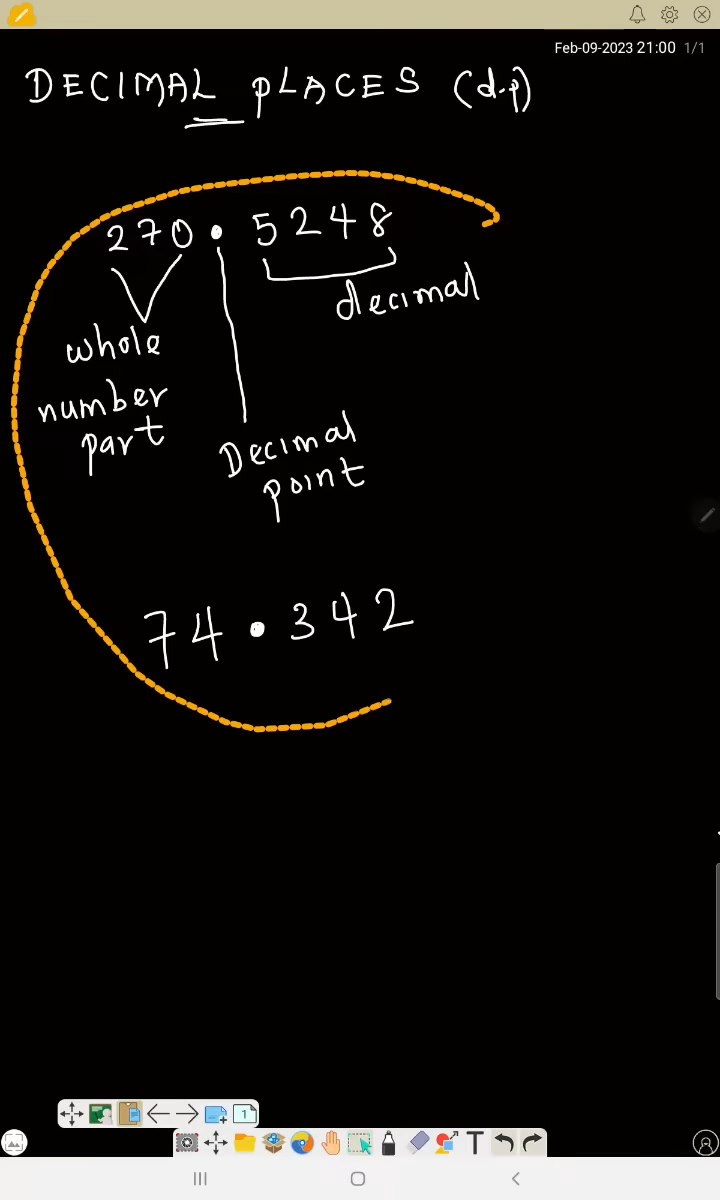 Feb-09-2023 21:00 1/1
DECIMAL PLACES (d.p)
270.5248
decimal
whole
number
part
Decimal
point
74.342
1
T